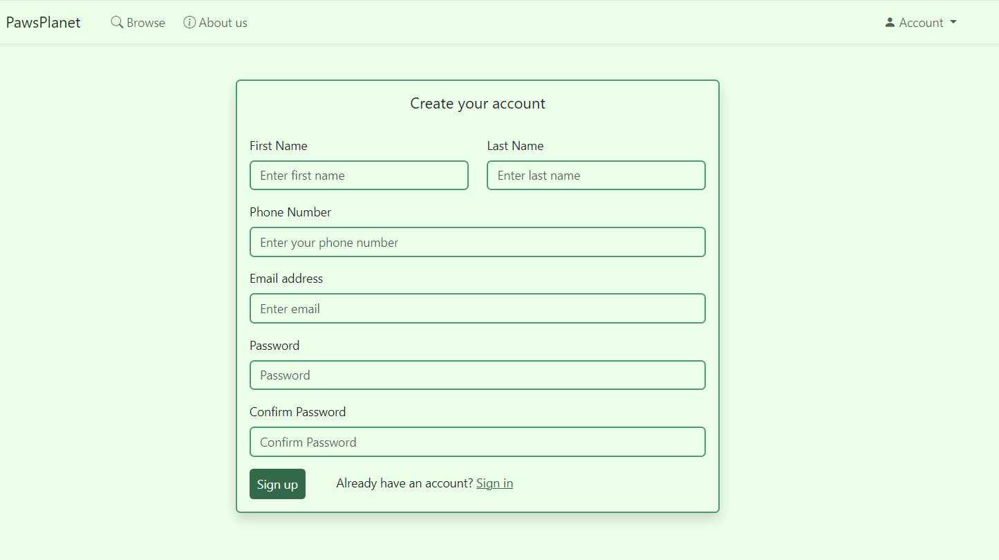 PawsPlanet Browse About us Account
Create your account
First Name Last Name
Enter first name Enter last name
Phone Number
Enter your phone number
Email address
Enter email
Password
Password
Confirm Password
Confirm Password
Sign up Already have an account? Sign in